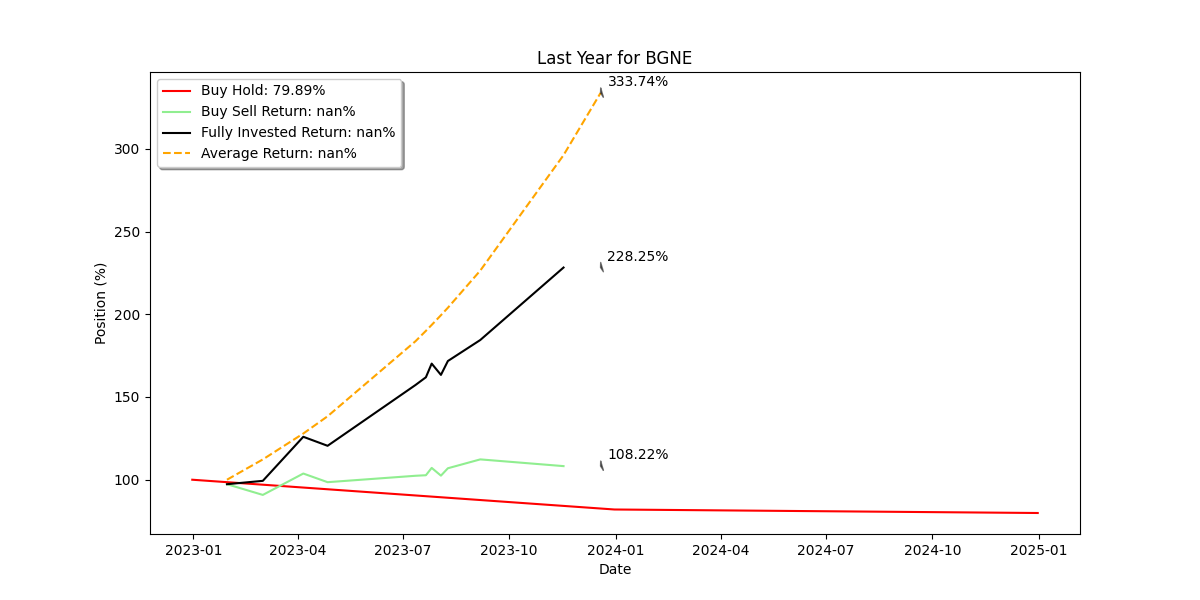 Last Year for BGNE
Buy Hold: 79.89%
Buy Sell Return: nan%
Fully Invested Return: nan%
Average Return: nan%
333.74%
228.25%
108.22%
Position (%)
300
250
200
150
100
2023-01
2023-04
2023-07
2023-10
2024-01
2024-04
2024-07
2024-10
2025-01
Date